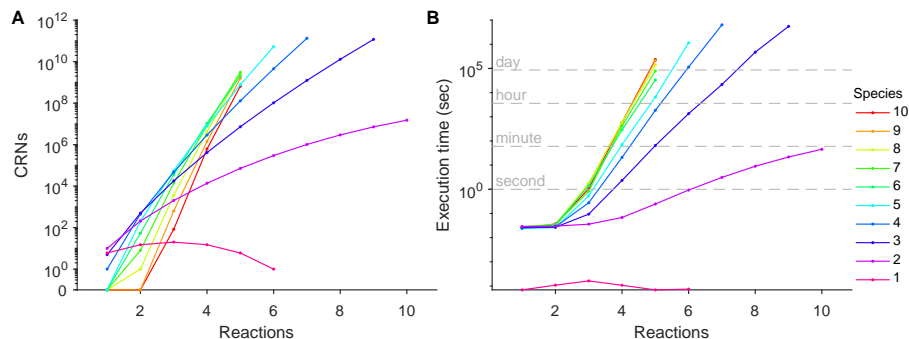 A
CRNs
10^12
10^10
10^8
10^6
10^4
10^2
10^0
0
2 4 6 8 10
Reactions
B
Execution time (sec)
10^5
10^0
day
hour
minute
second
2 4 6 8 10
Reactions
Species
10
9
8
7
6
5
4
3
2
1